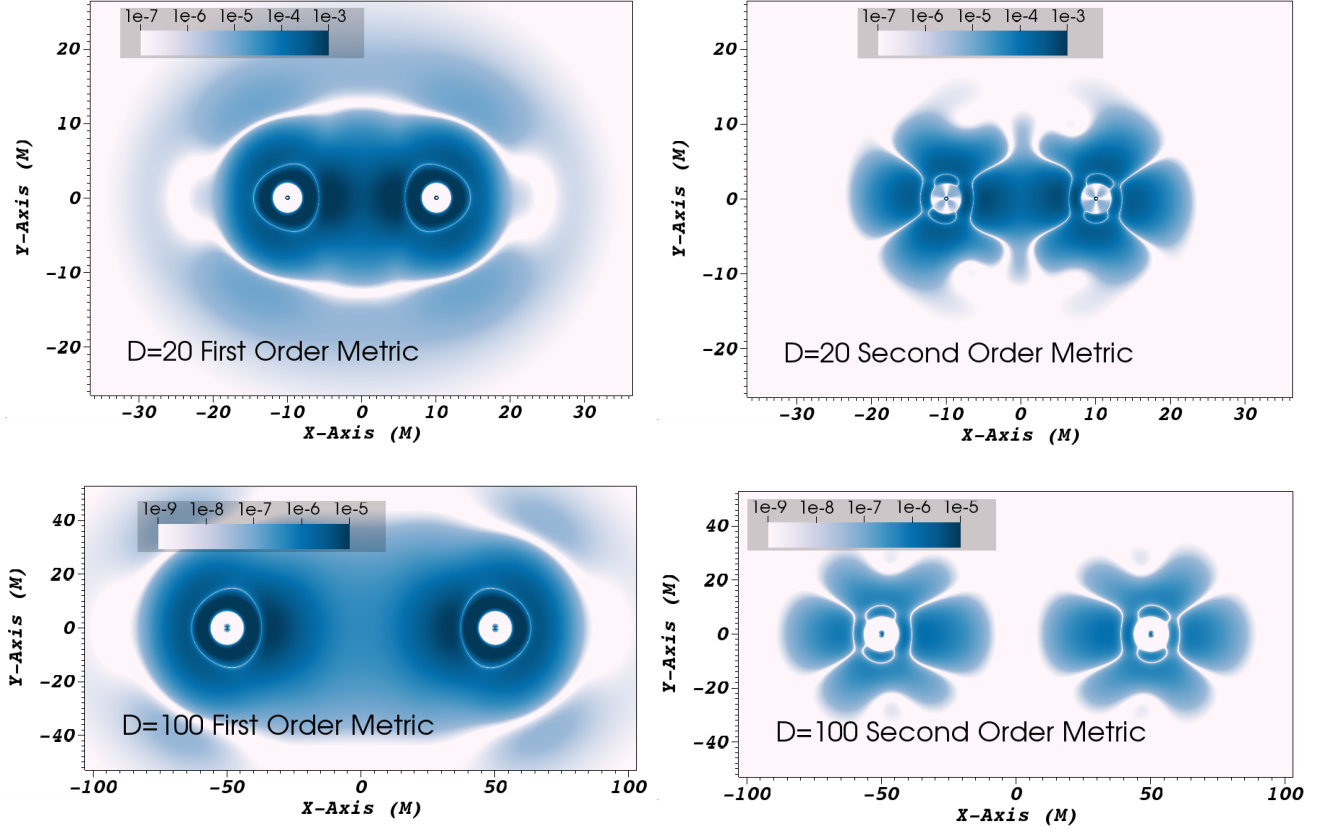 1e-7 1e-6 1e-5 1e-4 1e-3
20
10
0
-10
-20
Y-Axis (M)
D=20 First Order Metric
-30 -20 -10 0 10 20 30
X-Axis (M)
1e-7 1e-6 1e-5 1e-4 1e-3
20
10
0
-10
-20
Y-Axis (M)
D=20 Second Order Metric
-30 -20 -10 0 10 20 30
X-Axis (M)
1e-9 1e-8 1e-7 1e-6 1e-5
40
20
0
-20
-40
Y-Axis (M)
D=100 First Order Metric
-100 -50 0 50 100
X-Axis (M)
1e-9 1e-8 1e-7 1e-6 1e-5
40
20
0
-20
-40
Y-Axis (M)
D=100 Second Order Metric
-100 -50 0 50 100
X-Axis (M)